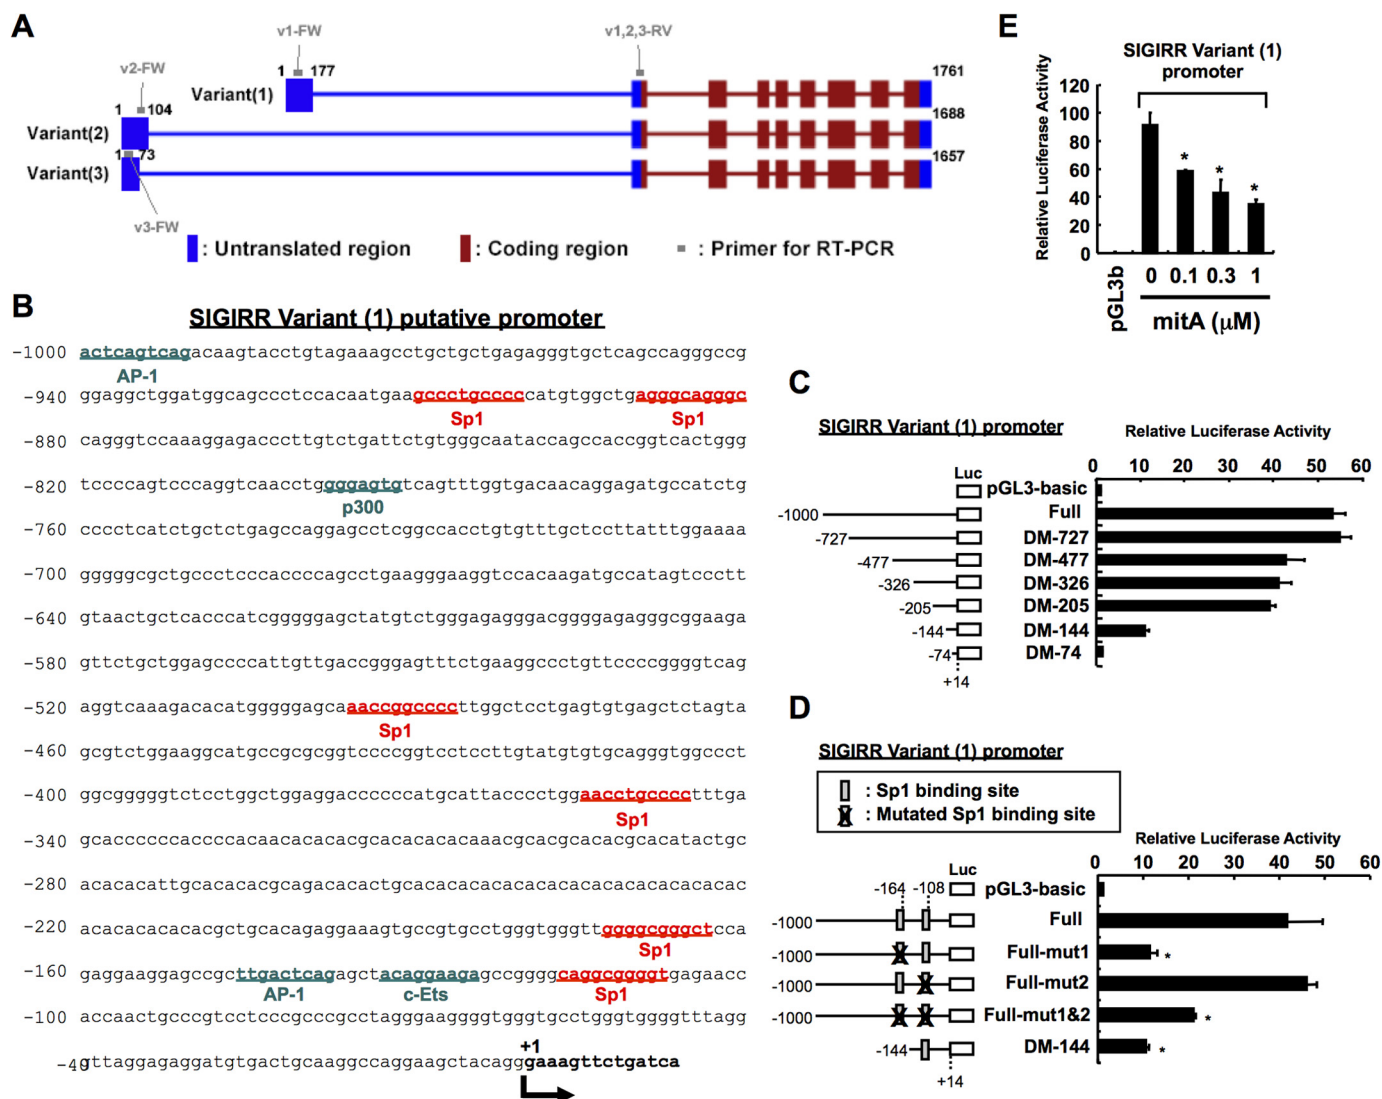 A
v1-FW
v1,2,3-RV
v2-FW
1 177
1761
Variant(1)
1 104
1688
Variant(2)
1 73
1657
Variant(3)
v3-FW
: Untranslated region
: Coding region
: Primer for RT-PCR
B
SIGIRR Variant (1) putative promoter
-1000 actcagtcagacaagtacctgtagaaagcctgctgctgagagggtgctcagccagggccg
AP-1
-940 ggaggctggatggcagccctccacaatgaagccctgccccatgtggctgagggcagggc
Sp1 Sp1
-880 cagggtccaaaggagacccttgtctgattctgtgggcaataccagccaccggtcactggg
-820 tccccagtcccaggtcaacctggggagtgtcagtttggtgacaacaggagatgccatctg
p300
-760 cccctcatctgctctgagccaggagcctcggccacctgtgtttgctccttatttggaaaa
-700 gggggcgctgccctcccaccccagcctgaagggaaggtccacaagatgccatagtccctt
-640 gtaactgctcacccatcgggggagctatgtctgggagagggacggggagagggcggaaga
-580 gttctgctggagccccattgttgaccgggagtttctgaaggccctgttccccggggtcag
-520 aggtcaaagacacatgggggagcaaaccggccccttggctcctgagtgtgagctctagta
Sp1
-460 gcgtctggaaggcatgccgcgcggtccccggtcctccttgtatgtgtgcagggtggccct
-400 ggcgggggtctcctggctggaggacccccccatgcattacccctggaacctgcccctttga
Sp1
-340 gcacccccccaccccacaacacacacgcacacacacaaacgcacgcacacgcacatactgc
-280 acacacattgcacacacgcagacacactgcacacacacacacacacacacacacacacac
-220 acacacacacacgctgcacacagaggaaacgtgccgtgcctgggtgggttggggcgggctcca
Sp1
-160 gaggaaggagccgcttgactcagagctacaggaagagccggggcaggcggggtgagaacc
AP-1 c-Ets Sp1
-100 accaactgcccgtcctcccgcccgcctagggaaggggtgggtgcctgggtggggtttagg
+1
-40 gttaggagaggatgtgactgcaaggccaggaagctacagggaaagttctgatca
E
SIGIRR Variant (1)
promoter
Relative Luciferase Activity
120
100
80
60
40
20
0
* * *
pGL3b 0 0.1 0.3 1
mitA (μM)
C
SIGIRR Variant (1) promoter
Relative Luciferase Activity
0 10 20 30 40 50 60
Luc
pGL3-basic
-1000 Full
-727 DM-727
-477 DM-477
-326 DM-326
-205 DM-205
-144 DM-144
-74 DM-74
+14
D
SIGIRR Variant (1) promoter
: Sp1 binding site
: Mutated Sp1 binding site
Relative Luciferase Activity
0 10 20 30 40 50 60
Luc
-164 -108 pGL3-basic
-1000 Full
-1000 Full-mut1 *
-1000 Full-mut2
-1000 Full-mut1&2 *
-144 DM-144 *
+14